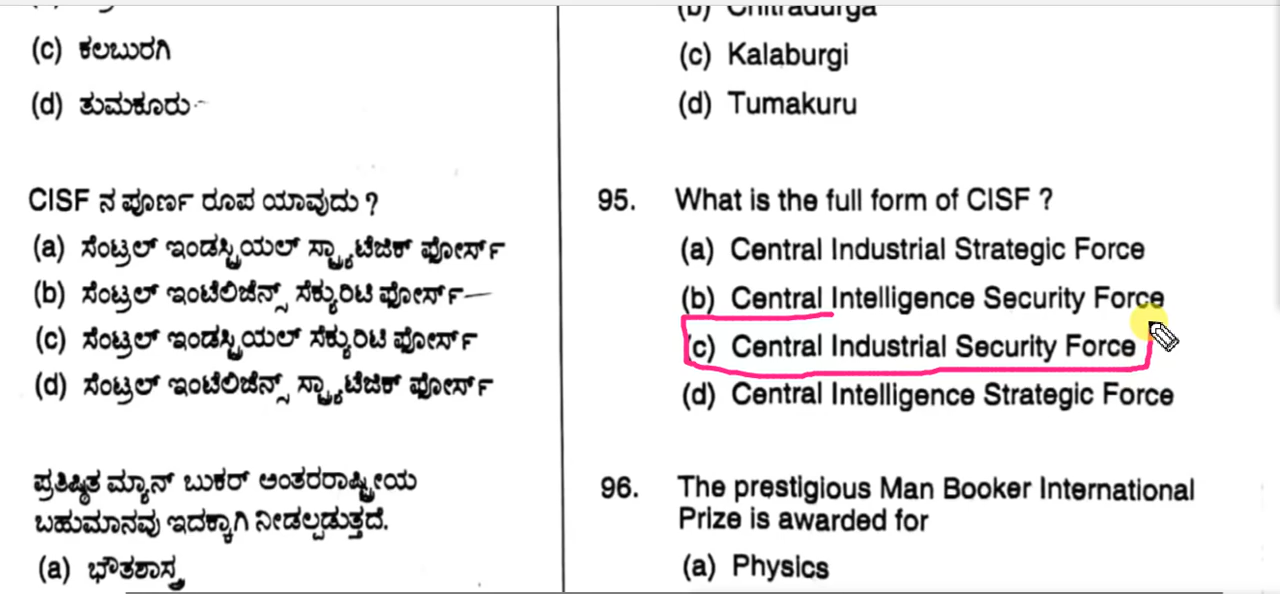 (c) ಕಲಬುರಗಿ
(d) ತುಮಕೂರು
CISF ನ ಪೂರ್ಣ ರೂಪ ಯಾವುದು ?
(a) ಸೆಂಟ್ರಲ್ ಇಂಡಸ್ಟ್ರಿಯಲ್ ಸ್ಟ್ರ್ಯಾಟೆಜಿಕ್ ಫೋರ್ಸ್
(b) ಸೆಂಟ್ರಲ್ ಇಂಟೆಲಿಜೆನ್ಸ್ ಸೆಕ್ಯುರಿಟಿ ಫೋರ್ಸ್
(c) ಸೆಂಟ್ರಲ್ ಇಂಡಸ್ಟ್ರಿಯಲ್ ಸೆಕ್ಯುರಿಟಿ ಫೋರ್ಸ್
(d) ಸೆಂಟ್ರಲ್ ಇಂಟೆಲಿಜೆನ್ಸ್ ಸ್ಟ್ರ್ಯಾಟೆಜಿಕ್ ಫೋರ್ಸ್
ಪ್ರತಿಷ್ಠಿತ ಮ್ಯಾನ್ ಬುಕರ್ ಅಂತರರಾಷ್ಟ್ರೀಯ
ಬಹುಮಾನವು ಇದಕ್ಕಾಗಿ ನೀಡಲ್ಪಡುತ್ತದೆ.
(a) ಭೌತಶಾಸ್ತ್ರ
(b) Chitradurga
(c) Kalaburgi
(d) Tumakuru
95. What is the full form of CISF ?
(a) Central Industrial Strategic Force
(b) Central Intelligence Security Force
(c) Central Industrial Security Force
(d) Central Intelligence Strategic Force
96. The prestigious Man Booker International
Prize is awarded for
(a) Physics